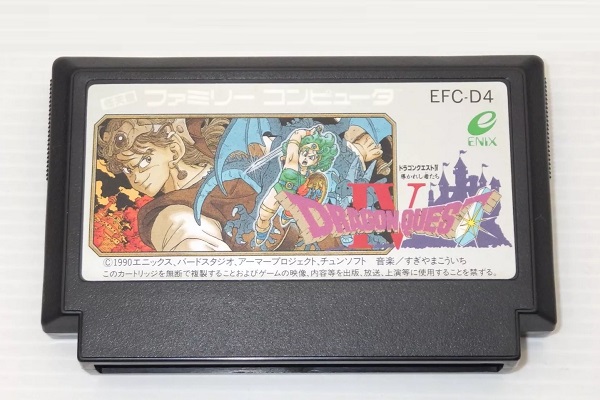 ファミリー コンピュータ
EFC-D4
ENIX
ドラゴンクエストⅣ
導かれし者たち
IV
DRAGON QUEST
©1990エニックス、バードスタジオ、アーマープロジェクト、チュンソフト 音楽/すぎやまこういち
このカートリッジを無断で複製することおよびゲームの映像、内容等を出版、放送、上演等に使用することを禁ずる。